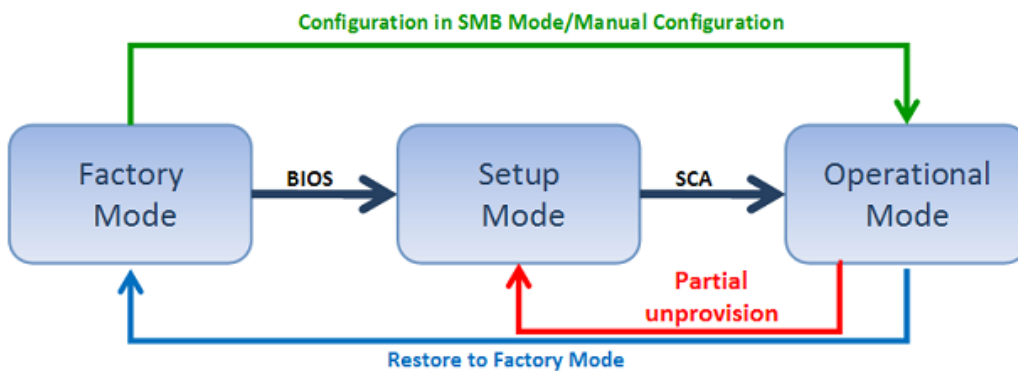 Configuration in SMB Mode/Manual Configuration
Factory
Mode
BIOS
Setup
Mode
SCA
Operational
Mode
Partial
unprovision
Restore to Factory Mode